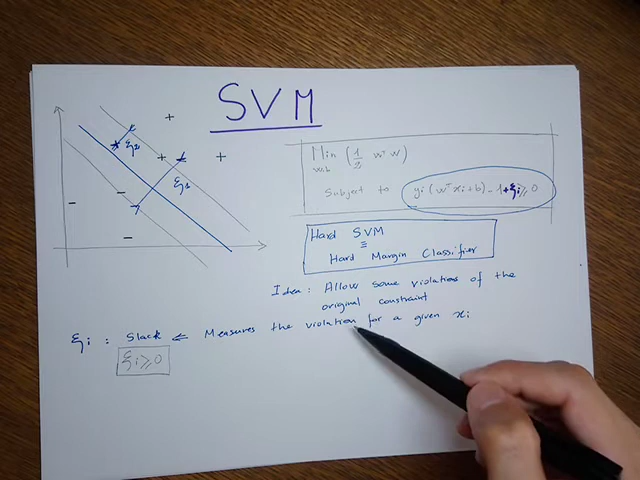 SVM
Min (1/2 wᵀw)
w,b
Subject to yi (wᵀxi + b) - 1 + ξi ≥ 0
Hard SVM
≡
Hard Margin Classifier
Idea: Allow some violation of the
original constraint
ξi : Slack ⇐ Measures the violation for a given xi
ξi ≥ 0